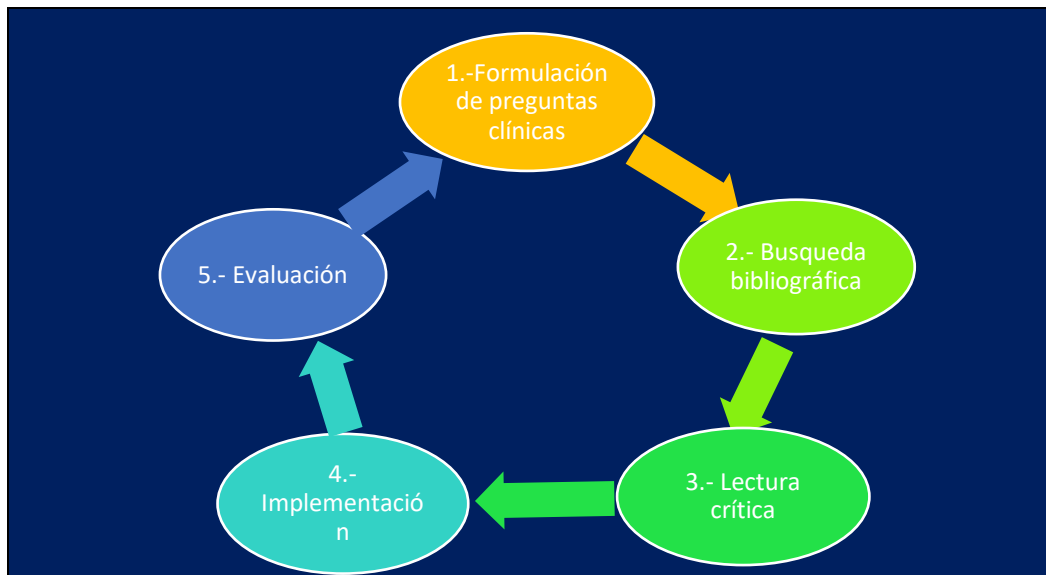 1.-Formulación
de preguntas
clínicas
2.- Busqueda
bibliográfica
3.- Lectura
crítica
4.-
Implementació
n
5.- Evaluación